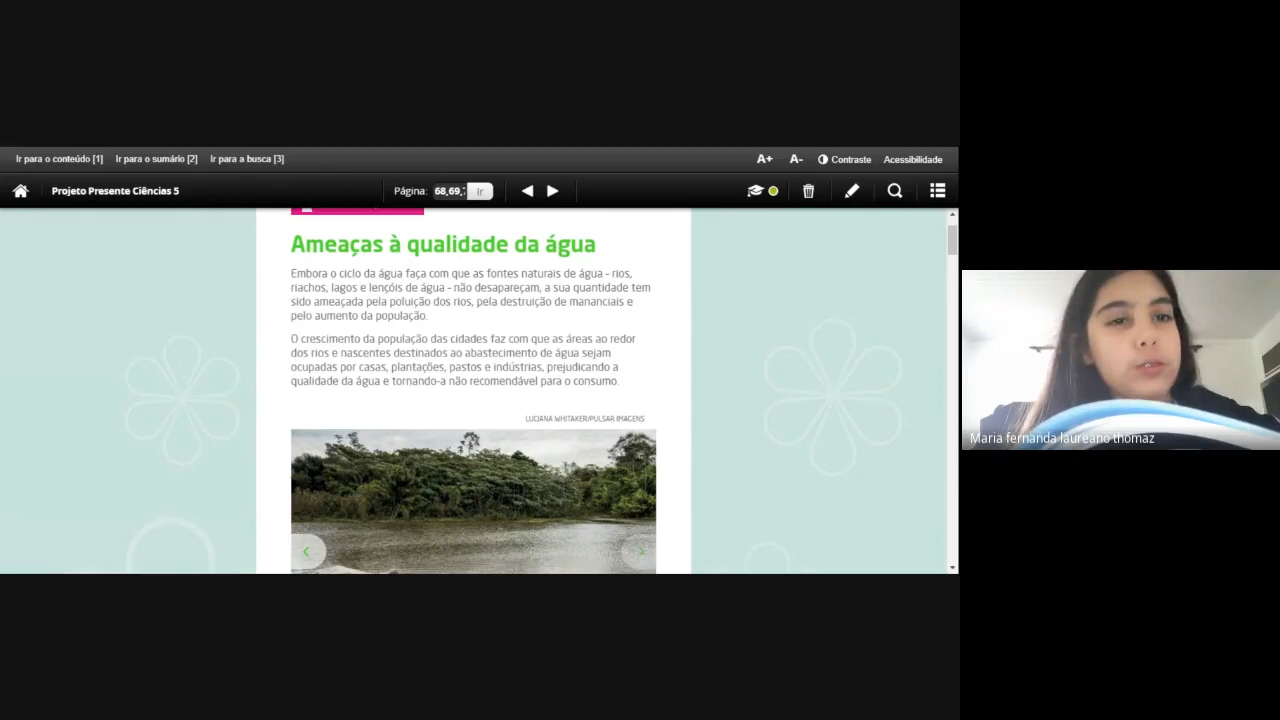 Ir para o conteúdo [1] Ir para o sumário [2] Ir para a busca [3] A+ A- Contraste Acessibilidade
Projeto Presente Ciências 5 Página: 68,69, Ir
Ameaças à qualidade da água
Embora o ciclo da água faça com que as fontes naturais de água - rios,
riachos, lagos e lençóis de água - não desapareçam, a sua quantidade tem
sido ameaçada pela poluição dos rios, pela destruição de mananciais e
pelo aumento da população.
O crescimento da população das cidades faz com que as áreas ao redor
dos rios e nascentes destinados ao abastecimento de água sejam
ocupadas por casas, plantações, pastos e indústrias, prejudicando a
qualidade da água e tornando-a não recomendável para o consumo.
LUCIANA WHITAKER/PULSAR IMAGENS
Maria fernanda laureano thomaz